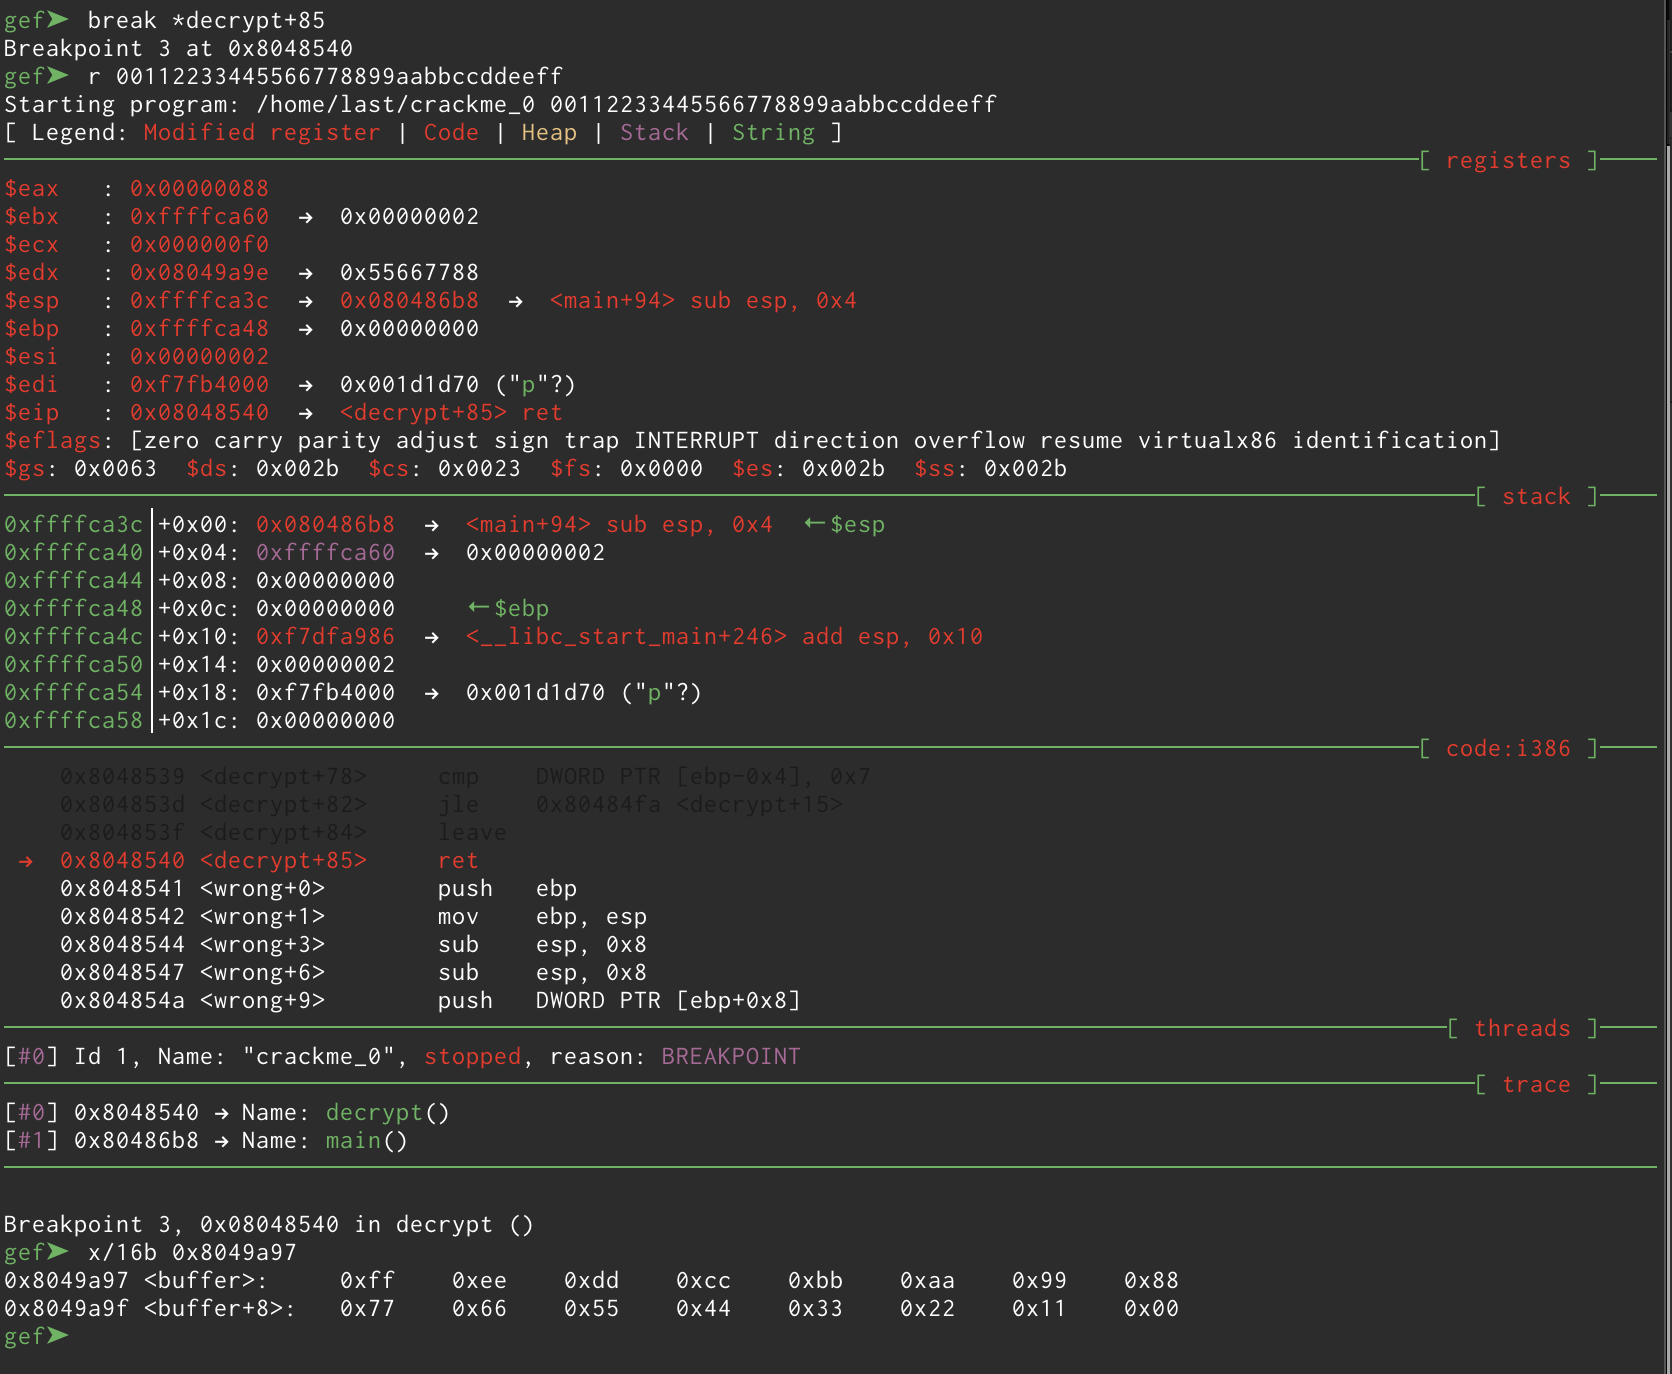 gef➤  break *decrypt+85
Breakpoint 3 at 0x8048540
gef➤  r 00112233445566778899aabbccddeeff
Starting program: /home/last/crackme_0 00112233445566778899aabbccddeeff
[ Legend: Modified register | Code | Heap | Stack | String ]
[ registers ]
$eax   : 0x00000088
$ebx   : 0xffffca60  →  0x00000002
$ecx   : 0x000000f0
$edx   : 0x08049a9e  →  0x55667788
$esp   : 0xffffca3c  →  0x080486b8  →  <main+94> sub esp, 0x4
$ebp   : 0xffffca48  →  0x00000000
$esi   : 0x00000002
$edi   : 0xf7fb4000  →  0x001d1d70 ("p"?)
$eip   : 0x08048540  →  <decrypt+85> ret
$eflags: [zero carry parity adjust sign trap INTERRUPT direction overflow resume virtualx86 identification]
$gs: 0x0063  $ds: 0x002b  $cs: 0x0023  $fs: 0x0000  $es: 0x002b  $ss: 0x002b
[ stack ]
0xffffca3c│+0x00: 0x080486b8  →  <main+94> sub esp, 0x4  ←$esp
0xffffca40│+0x04: 0xffffca60  →  0x00000002
0xffffca44│+0x08: 0x00000000
0xffffca48│+0x0c: 0x00000000     ←$ebp
0xffffca4c│+0x10: 0xf7dfa986  →  <__libc_start_main+246> add esp, 0x10
0xffffca50│+0x14: 0x00000002
0xffffca54│+0x18: 0xf7fb4000  →  0x001d1d70 ("p"?)
0xffffca58│+0x1c: 0x00000000
[ code:i386 ]
0x8048539 <decrypt+78>     cmp    DWORD PTR [ebp-0x4], 0x7
0x804853d <decrypt+82>     jle    0x80484fa <decrypt+15>
0x804853f <decrypt+84>     leave
→  0x8048540 <decrypt+85>     ret
0x8048541 <wrong+0>        push   ebp
0x8048542 <wrong+1>        mov    ebp, esp
0x8048544 <wrong+3>        sub    esp, 0x8
0x8048547 <wrong+6>        sub    esp, 0x8
0x804854a <wrong+9>        push   DWORD PTR [ebp+0x8]
[ threads ]
[#0] Id 1, Name: "crackme_0", stopped, reason: BREAKPOINT
[ trace ]
[#0] 0x8048540 → Name: decrypt()
[#1] 0x80486b8 → Name: main()
Breakpoint 3, 0x08048540 in decrypt ()
gef➤  x/16b 0x8049a97
0x8049a97 <buffer>:     0xff    0xee    0xdd    0xcc    0xbb    0xaa    0x99    0x88
0x8049a9f <buffer+8>:   0x77    0x66    0x55    0x44    0x33    0x22    0x11    0x00
gef➤